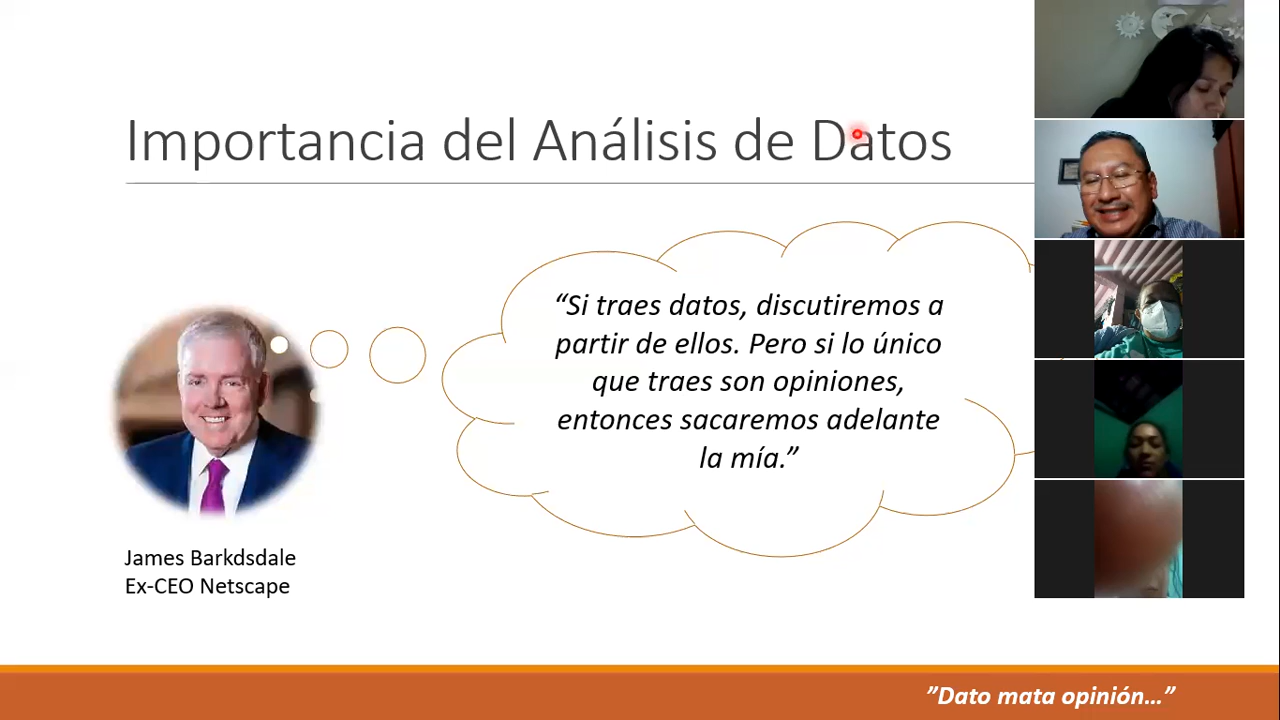 Importancia del Análisis de Datos
“Si traes datos, discutiremos a
partir de ellos. Pero si lo único
que traes son opiniones,
entonces sacaremos adelante
la mía.”
James Barkdsdale
Ex-CEO Netscape
”Dato mata opinión...”